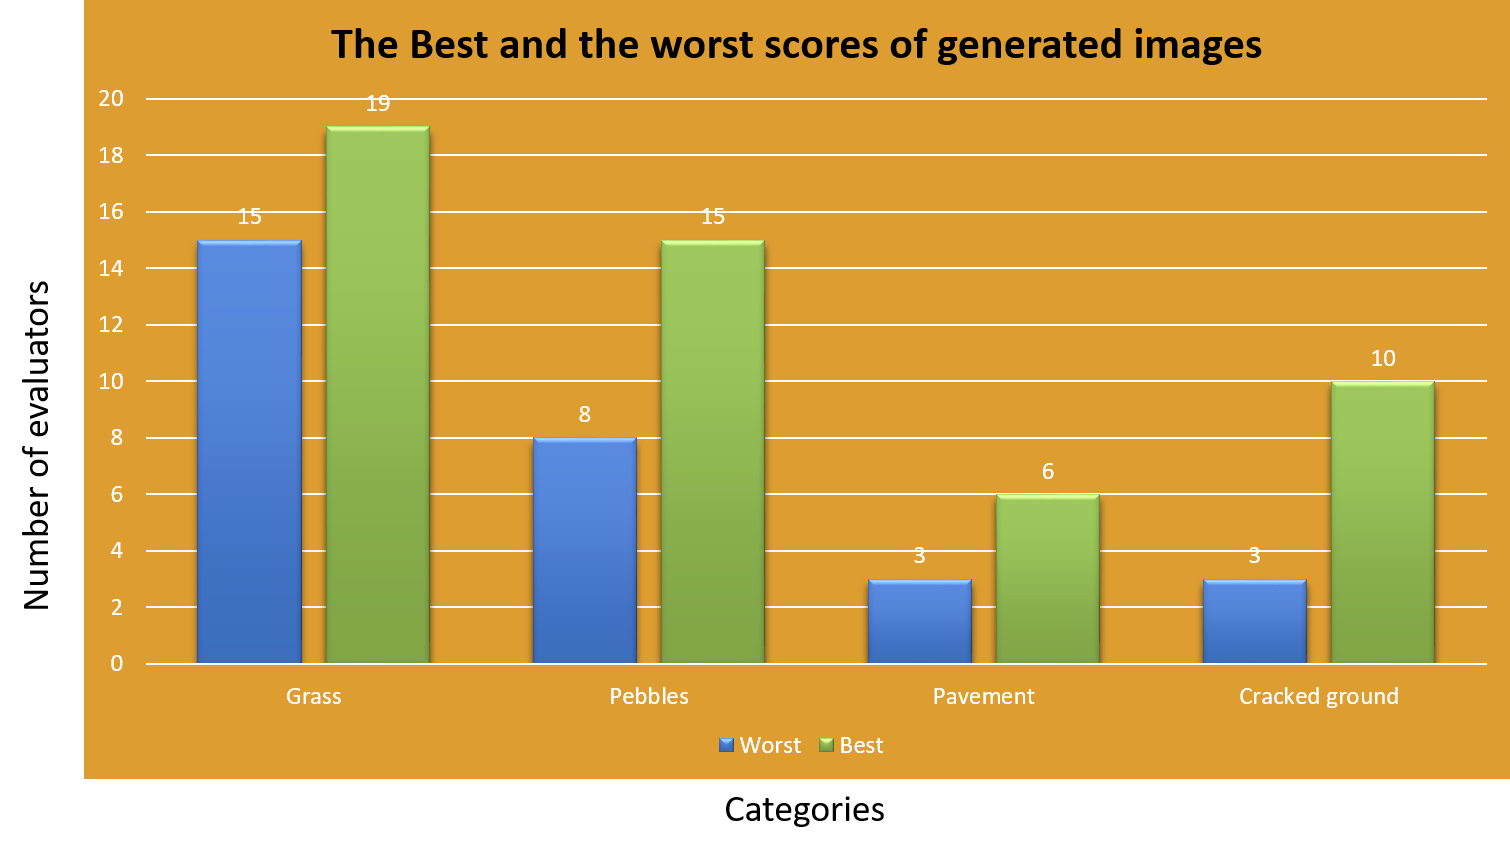 The Best and the worst scores of generated images
Number of evaluators
20
18
16
14
12
10
8
6
4
2
0
15
19
8
15
3
6
3
10
Grass
Pebbles
Pavement
Cracked ground
Worst
Best
Categories